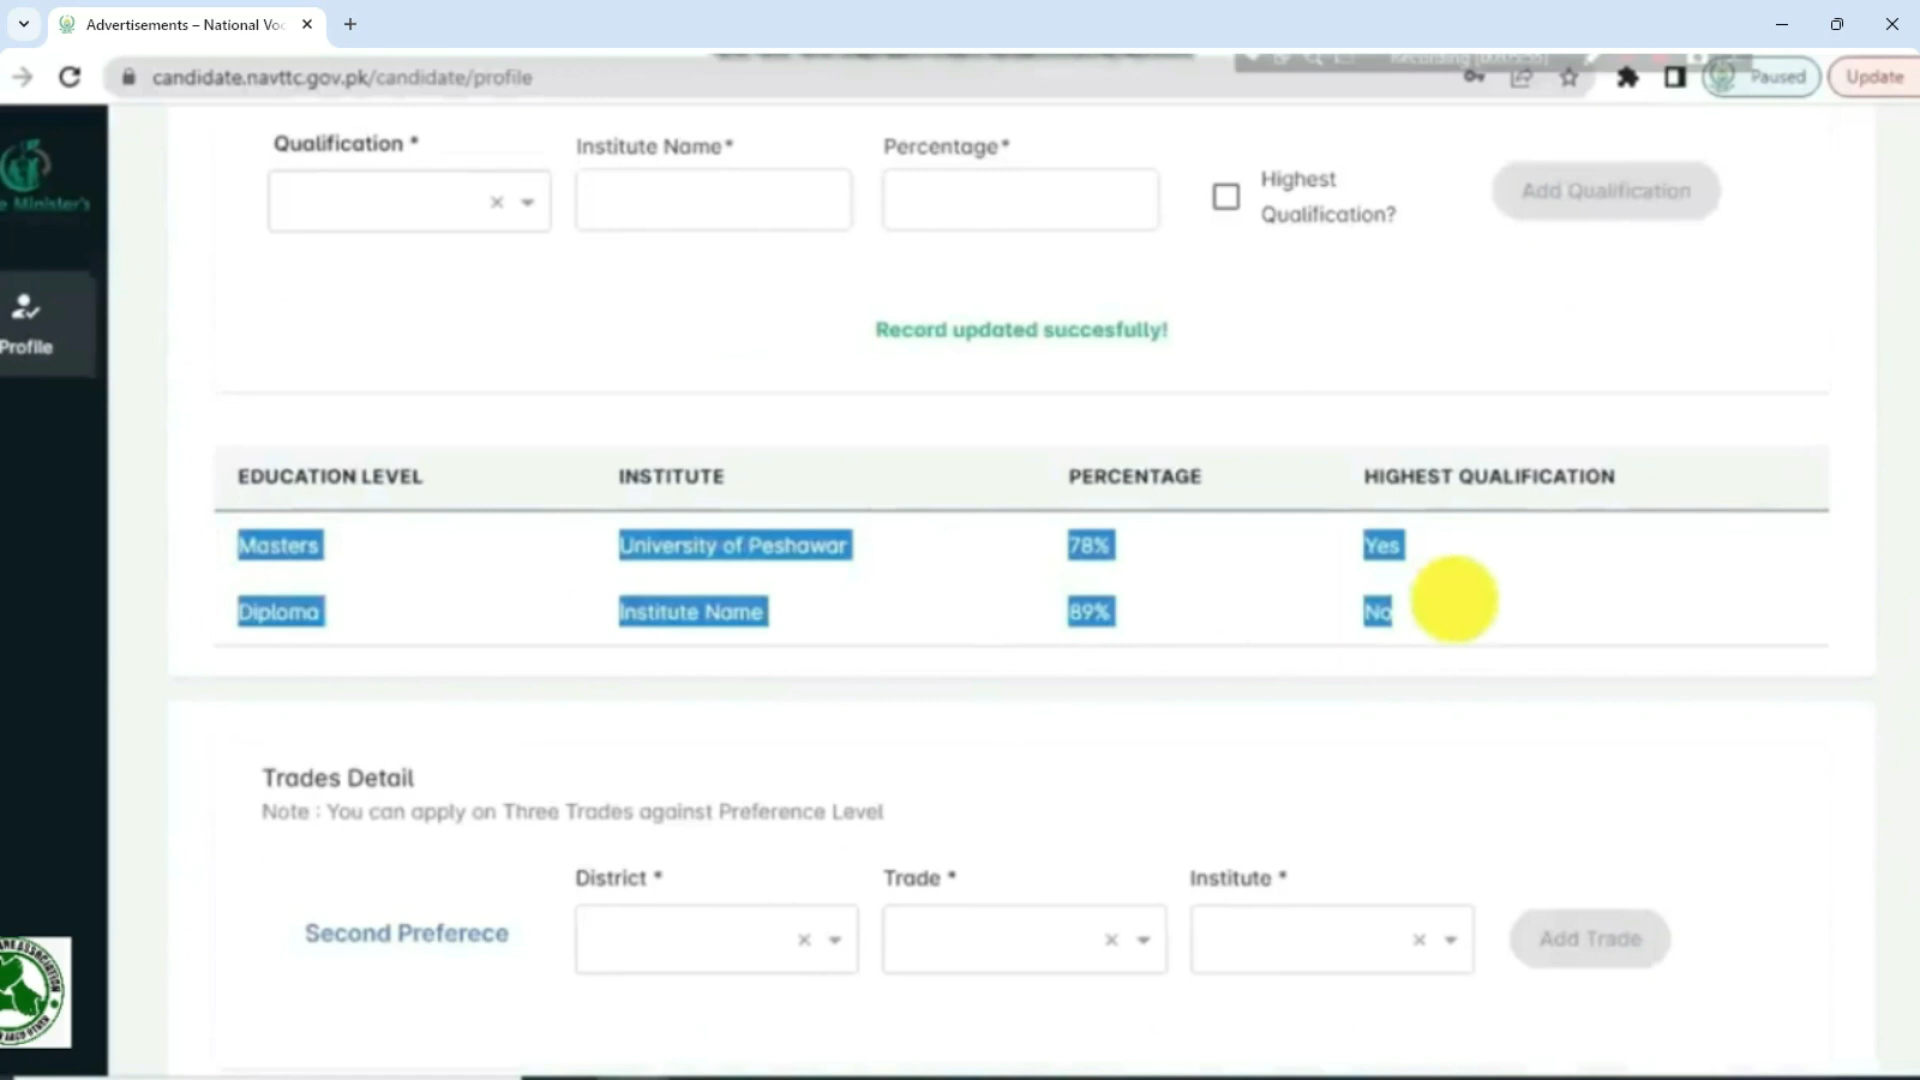 Advertisements – National Voc
candidate.navttc.gov.pk/candidate/profile
Paused
Update
Minister's
Profile
Qualification *
Institute Name*
Percentage*
Highest
Qualification?
Add Qualification
Record updated succesfully!
EDUCATION LEVEL INSTITUTE PERCENTAGE HIGHEST QUALIFICATION
Masters University of Peshawar 78% Yes
Diploma Institute Name 89% No
Trades Detail
Note : You can apply on Three Trades against Preference Level
District * Trade * Institute *
Second Preferece
Add Trade